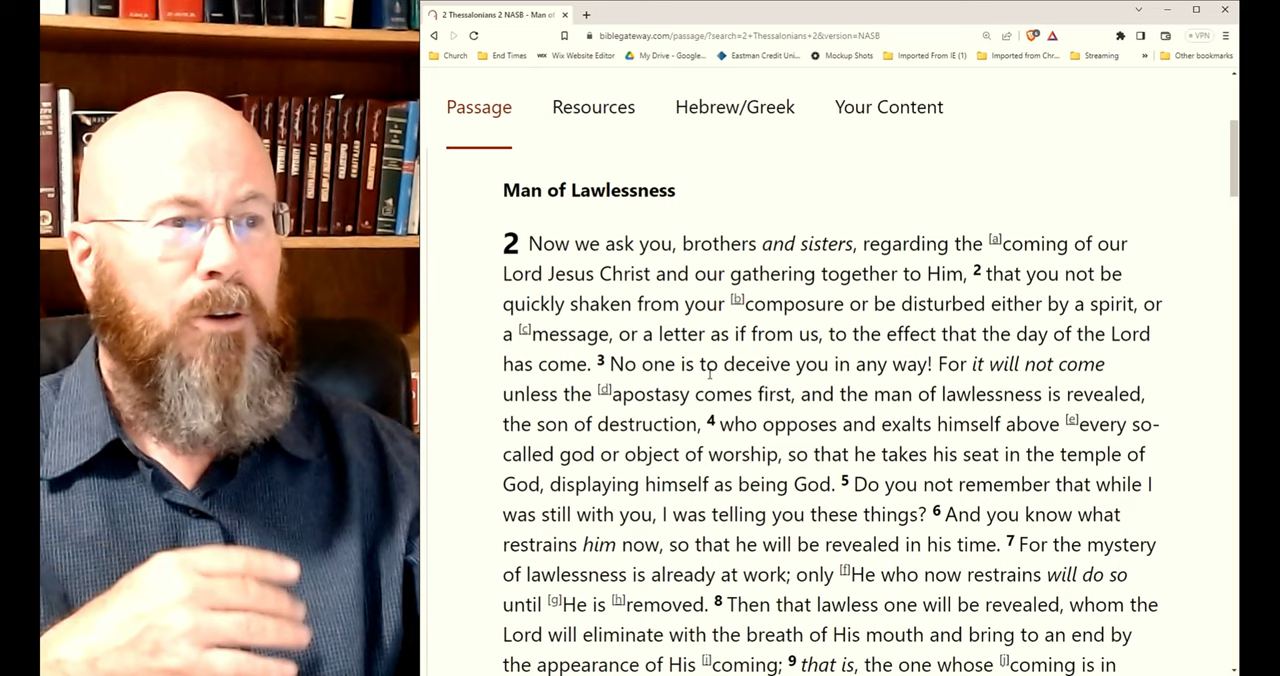 2 Thessalonians 2 NASB - Man of
biblegateway.com/passage/?search=2+Thessalonians+2&version=NASB
VPN
Church End Times WIX Wix Website Editor My Drive - Google... Eastman Credit Uni... Mockup Shots Imported From IE (1) Imported from Chr... Streaming » Other bookmarks
Passage Resources Hebrew/Greek Your Content
Man of Lawlessness
2 Now we ask you, brothers and sisters, regarding the [a]coming of our
Lord Jesus Christ and our gathering together to Him, 2 that you not be
quickly shaken from your [b]composure or be disturbed either by a spirit, or
a [c]message, or a letter as if from us, to the effect that the day of the Lord
has come. 3 No one is to deceive you in any way! For it will not come
unless the [d]apostasy comes first, and the man of lawlessness is revealed,
the son of destruction, 4 who opposes and exalts himself above [e]every so-
called god or object of worship, so that he takes his seat in the temple of
God, displaying himself as being God. 5 Do you not remember that while I
was still with you, I was telling you these things? 6 And you know what
restrains him now, so that he will be revealed in his time. 7 For the mystery
of lawlessness is already at work; only [f]He who now restrains will do so
until [g]He is [h]removed. 8 Then that lawless one will be revealed, whom the
Lord will eliminate with the breath of His mouth and bring to an end by
the appearance of His [i]coming; 9 that is, the one whose [j]coming is in